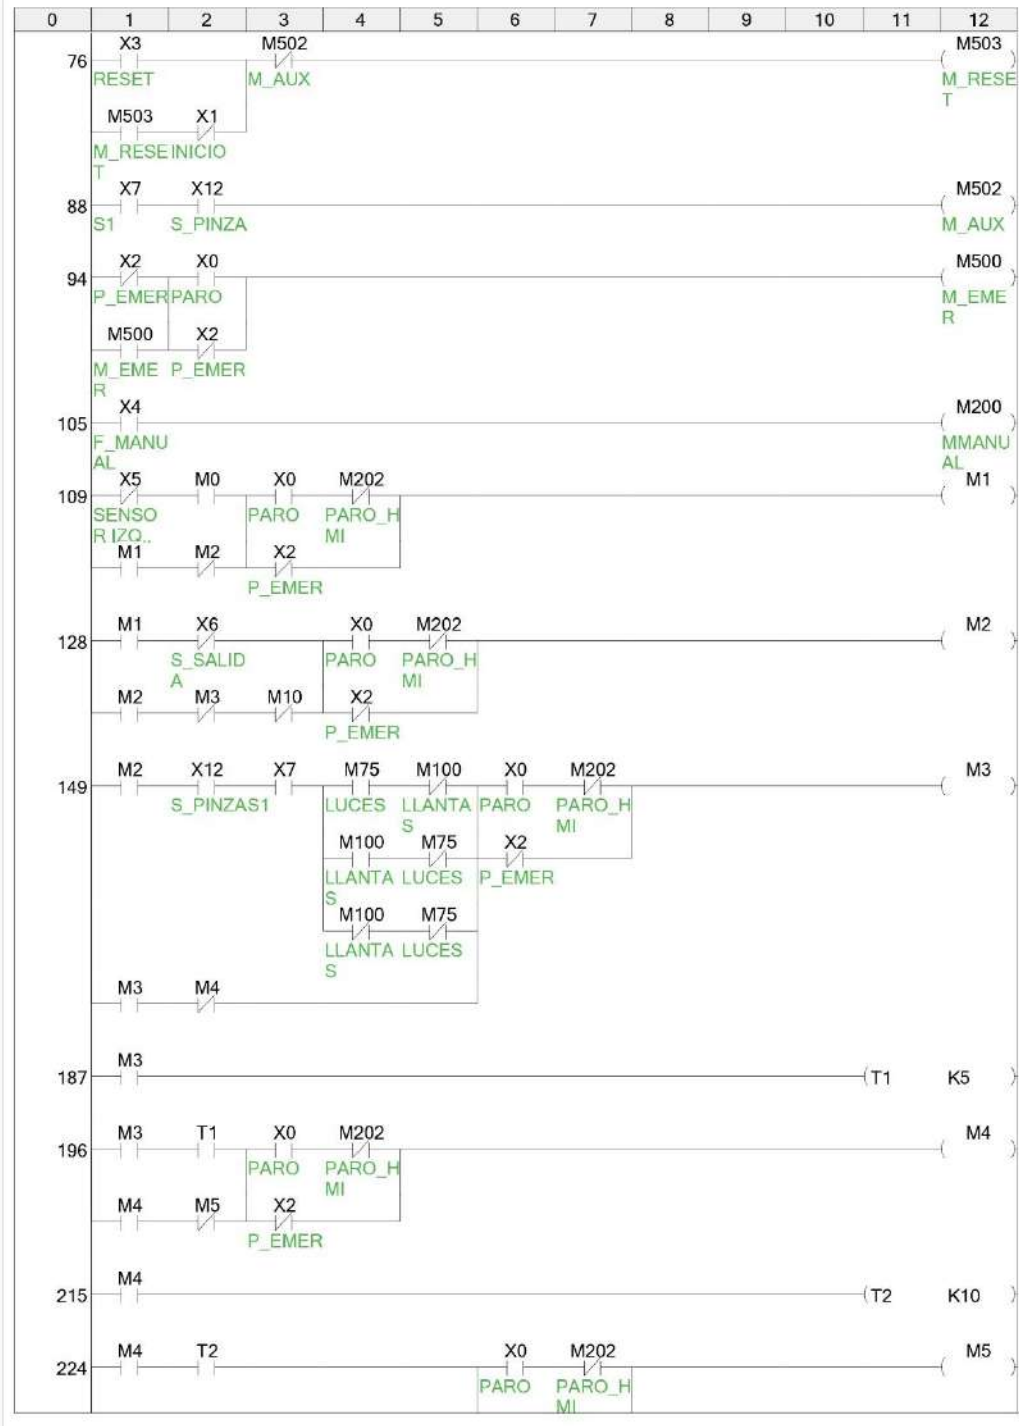 0 1 2 3 4 5 6 7 8 9 10 11 12
X3 M502 M503
76
RESET M_AUX M_RESE
T
M503 X1
M_RESE INICIO
T
X7 X12 M502
88
S1 S_PINZA M_AUX
X2 X0 M500
94
P_EMER PARO M_EME
R
M500 X2
M_EME P_EMER
R
X4 M200
105
F_MANU MMANU
AL AL
X5 M0 X0 M202 M1
109
SENSO PARO PARO_H
R IZQ.. MI
M1 M2 X2
P_EMER
M1 X6 X0 M202 M2
128
S_SALID PARO PARO_H
A MI
M2 M3 M10 X2
P_EMER
M2 X12 X7 M75 M100 X0 M202 M3
149
S_PINZA S1 LUCES LLANTA PARO PARO_H
S MI
M100 M75 X2
LLANTA LUCES P_EMER
S
M100 M75
LLANTA LUCES
S
M3 M4
M3
187 T1 K5
M3 T1 X0 M202 M4
196
PARO PARO_H
MI
M4 M5 X2
P_EMER
M4
215 T2 K10
M4 T2 X0 M202 M5
224
PARO PARO_H
MI